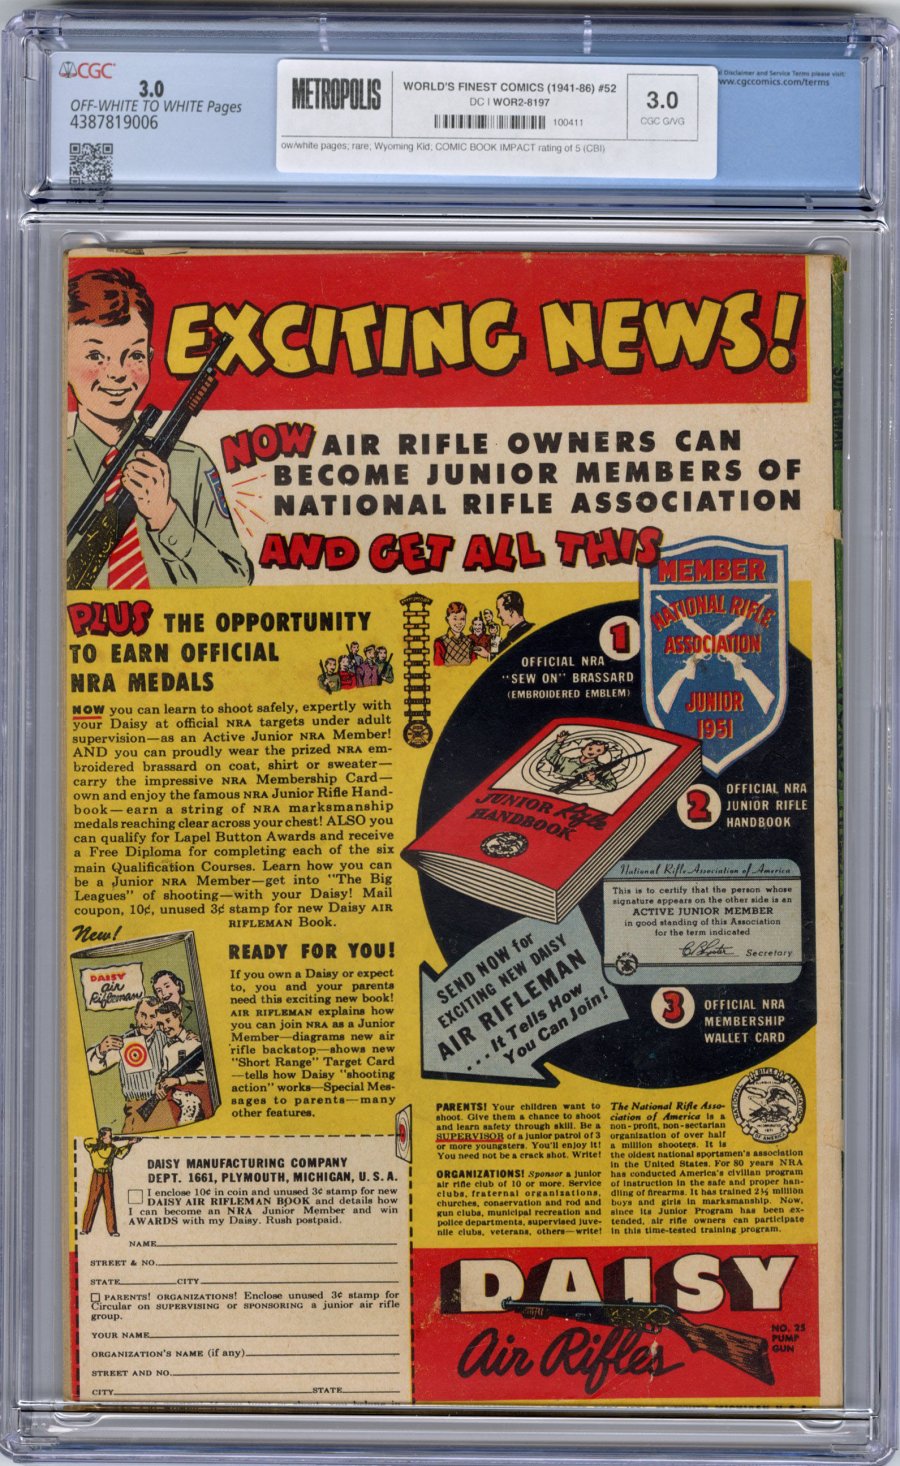 CGC
3.0
OFF-WHITE TO WHITE Pages
4387819006
METROPOLIS
WORLD'S FINEST COMICS (1941-86) #52
DC | WOR2-8197
100411
3.0
CGC G/VG
ow/white pages; rare; Wyoming Kid; COMIC BOOK IMPACT rating of 5 (CBI)
Disclaimer and Service Terms please visit:
www.cgccomics.com/terms
EXCITING NEWS!
NOW AIR RIFLE OWNERS CAN
BECOME JUNIOR MEMBERS OF
NATIONAL RIFLE ASSOCIATION
AND GET ALL THIS
PLUS THE OPPORTUNITY
TO EARN OFFICIAL
NRA MEDALS
NOW you can learn to shoot safely, expertly with
your Daisy at official NRA targets under adult
supervision—as an Active Junior NRA Member!
AND you can proudly wear the prized NRA em-
broidered brassard on coat, shirt or sweater—
carry the impressive NRA Membership Card—
own and enjoy the famous NRA Junior Rifle Hand-
book—earn a string of NRA marksmanship
medals reaching clear across your chest! ALSO you
can qualify for Lapel Button Awards and receive
a Free Diploma for completing each of the six
main Qualification Courses. Learn how you can
be a Junior NRA Member—get into "The Big
Leagues" of shooting—with your Daisy! Mail
coupon, 10¢, unused 3¢ stamp for new Daisy AIR
RIFLEMAN Book.
New!
DAISY
Air
Rifleman
READY FOR YOU!
If you own a Daisy or expect
to, you and your parents
need this exciting new book!
AIR RIFLEMAN explains how
you can join NRA as a Junior
Member—diagrams new air
rifle backstop—shows new
"Short Range" Target Card
—tells how Daisy "shooting
action" works—Special Mes-
sages to parents—many
other features.
1
OFFICIAL NRA
"SEW ON" BRASSARD
(EMBROIDERED EMBLEM)
MEMBER
NATIONAL RIFLE
ASSOCIATION
JUNIOR
1951
JUNIOR Rifle
HANDBOOK
2
OFFICIAL NRA
JUNIOR RIFLE
HANDBOOK
National Rifle Association of America
This is to certify that the person whose
signature appears on the other side is an
ACTIVE JUNIOR MEMBER
in good standing of this Association
for the term indicated
Secretary
3
OFFICIAL NRA
MEMBERSHIP
WALLET CARD
SEND NOW for
EXCITING NEW DAISY
AIR RIFLEMAN
...It Tells How
You Can Join!
PARENTS! Your children want to
shoot. Give them a chance to shoot
and learn safety through skill. Be a
SUPERVISOR of a junior patrol of 3
or more youngsters. You'll enjoy it!
You need not be a crack shot. Write!
ORGANIZATIONS! Sponsor a junior
air rifle club of 10 or more. Service
clubs, fraternal organizations,
churches, conservation and rod and
gun clubs, municipal recreation and
police departments, supervised juve-
nile clubs, veterans, others—write!
The National Rifle Asso-
ciation of America is a
non-profit, non-sectarian
organization of over half
a million shooters. It is
the oldest national sportsmen's association
in the United States. For 80 years NRA
has conducted America's civilian program
of instruction in the safe and proper han-
dling of firearms. It has trained 2½ million
boys and girls in marksmanship. Now,
since its Junior Program has been ex-
tended, air rifle owners can participate
in this time-tested training program.
DAISY MANUFACTURING COMPANY
DEPT. 1661, PLYMOUTH, MICHIGAN, U. S. A.
I enclose 10¢ in coin and unused 3¢ stamp for new
DAISY AIR RIFLEMAN BOOK and details how
I can become an NRA Junior Member and win
AWARDS with my Daisy. Rush postpaid.
NAME
STREET & NO.
STATE CITY
PARENTS! ORGANIZATIONS! Enclose unused 3¢ stamp for
Circular on SUPERVISING or SPONSORING a junior air rifle
group.
YOUR NAME
ORGANIZATION'S NAME (if any)
STREET AND NO.
CITY STATE
DAISY
Air Rifles
NO. 25
PUMP
GUN